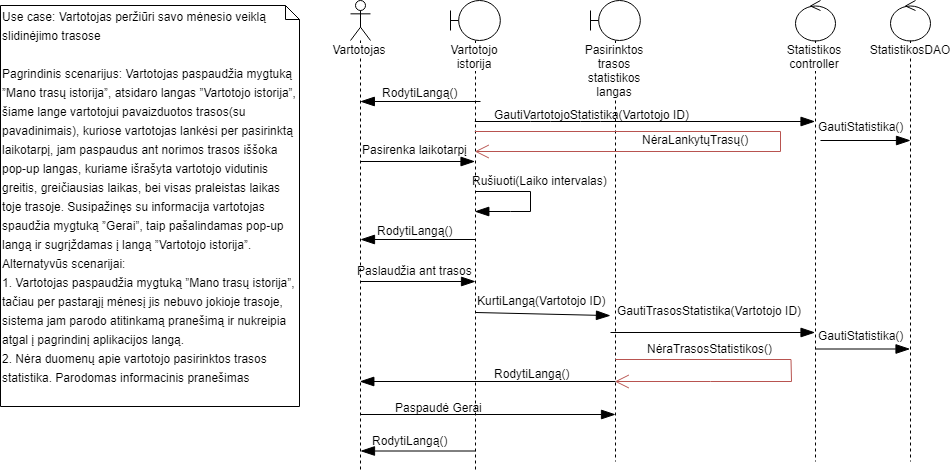 Use case: Vartotojas peržiūri savo mėnesio veiklą
slidinėjimo trasose
Pagrindinis scenarijus: Vartotojas paspaudžia mygtuką
”Mano trasų istorija”, atsidaro langas ”Vartotojo istorija”,
šiame lange vartotojui pavaizduotos trasos(su
pavadinimais), kuriose vartotojas lankėsi per pasirinktą
laikotarpį, jam paspaudus ant norimos trasos iššoka
pop-up langas, kuriame išrašyta vartotojo vidutinis
greitis, greičiausias laikas, bei visas praleistas laikas
toje trasoje. Susipažinęs su informacija vartotojas
spaudžia mygtuką ”Gerai”, taip pašalindamas pop-up
langą ir sugrįždamas į langą ”Vartotojo istorija”.
Alternatyvūs scenarijai:
1. Vartotojas paspaudžia mygtuką ”Mano trasų istorija”,
tačiau per pastarąjį mėnesį jis nebuvo jokioje trasoje,
sistema jam parodo atitinkamą pranešimą ir nukreipia
atgal į pagrindinį aplikacijos langą.
2. Nėra duomenų apie vartotojo pasirinktos trasos
statistika. Parodomas informacinis pranešimas
Vartotojas
Vartotojo
istorija
Pasirinktos
trasos
statistikos
langas
Statistikos
controller
StatistikosDAO
RodytiLangą()
GautiVartotojoStatistika(Vartotojo ID)
GautiStatistika()
NėraLankytųTrasų()
Pasirenka laikotarpį
Rušiuoti(Laiko intervalas)
RodytiLangą()
Paslaudžia ant trasos
KurtiLangą(Vartotojo ID)
GautiTrasosStatistika(Vartotojo ID)
GautiStatistika()
NėraTrasosStatistikos()
RodytiLangą()
Paspaudė Gerai
RodytiLangą()